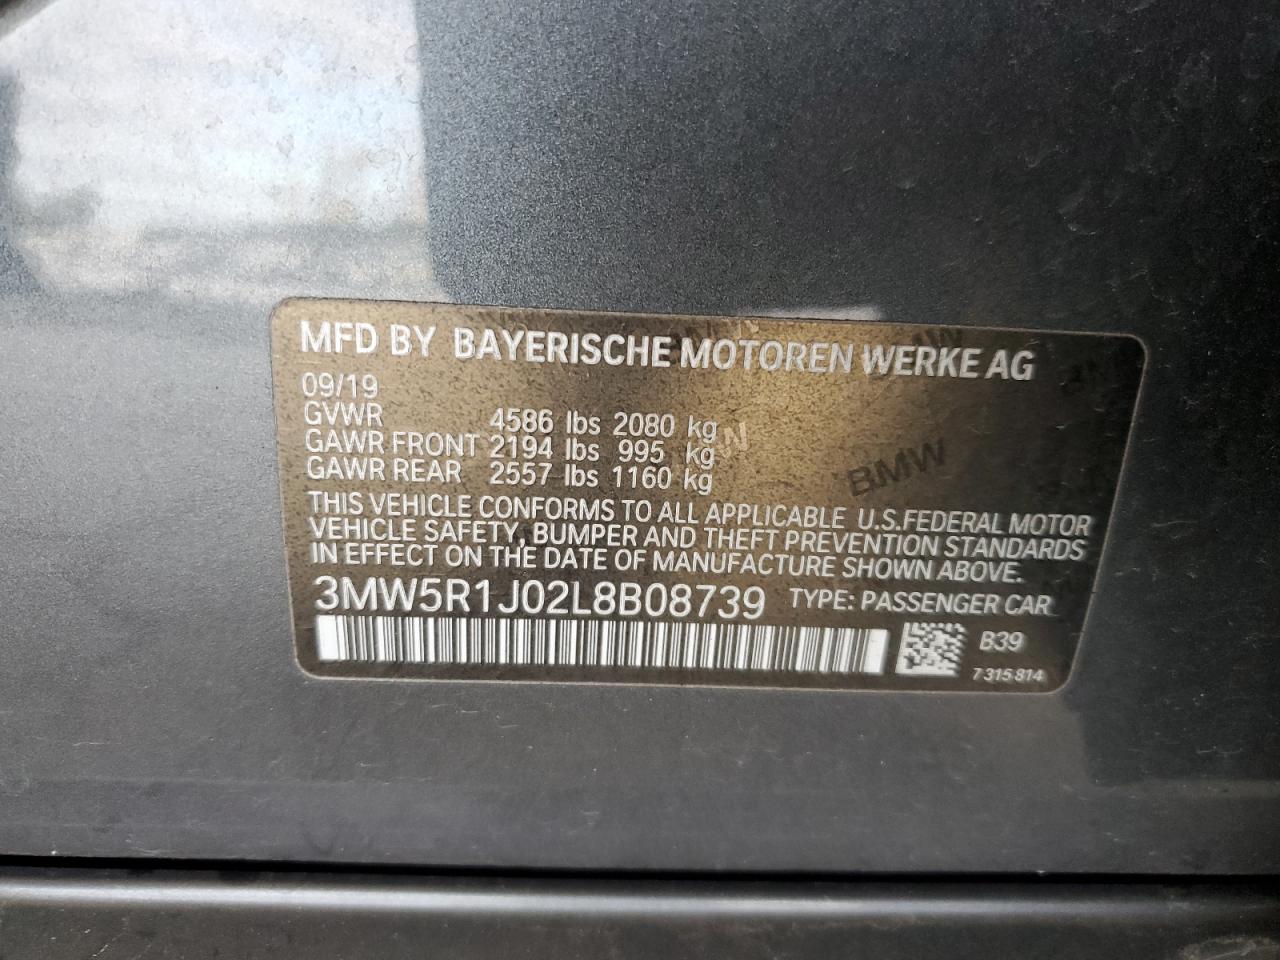 MFD BY BAYERISCHE MOTOREN WERKE AG
09/19
GVWR 4586 lbs 2080 kg
GAWR FRONT 2194 lbs 995 kg
GAWR REAR 2557 lbs 1160 kg
THIS VEHICLE CONFORMS TO ALL APPLICABLE U.S.FEDERAL MOTOR
VEHICLE SAFETY, BUMPER AND THEFT PREVENTION STANDARDS
IN EFFECT ON THE DATE OF MANUFACTURE SHOWN ABOVE.
3MW5R1J02L8B08739 TYPE: PASSENGER CAR
B39
7 315 814
BMW